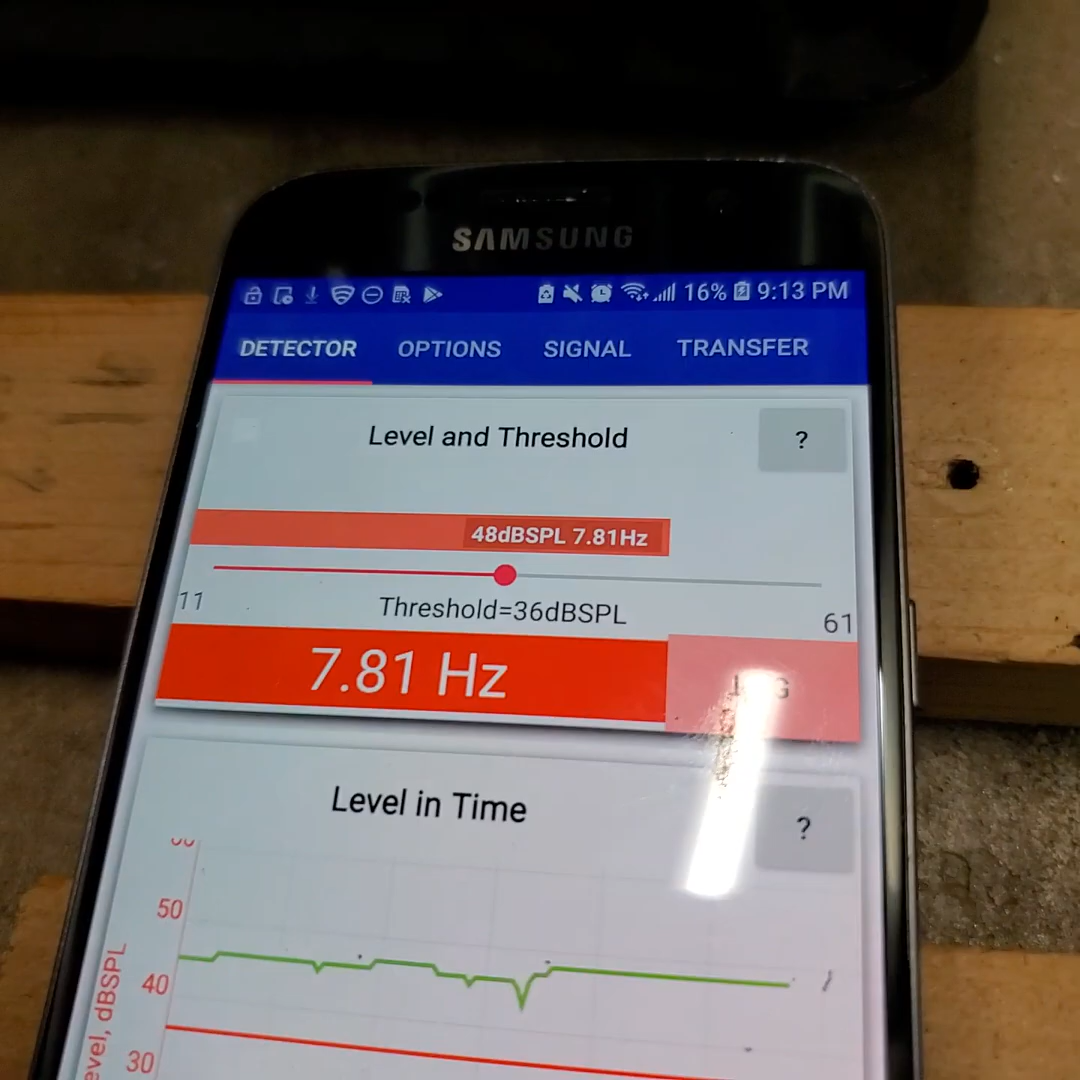 SAMSUNG
16% 9:13 PM
DETECTOR OPTIONS SIGNAL TRANSFER
Level and Threshold ?
48dBSPL 7.81Hz
11 Threshold=36dBSPL 61
7.81 Hz
Level in Time ?
50
40
30
dBSPL